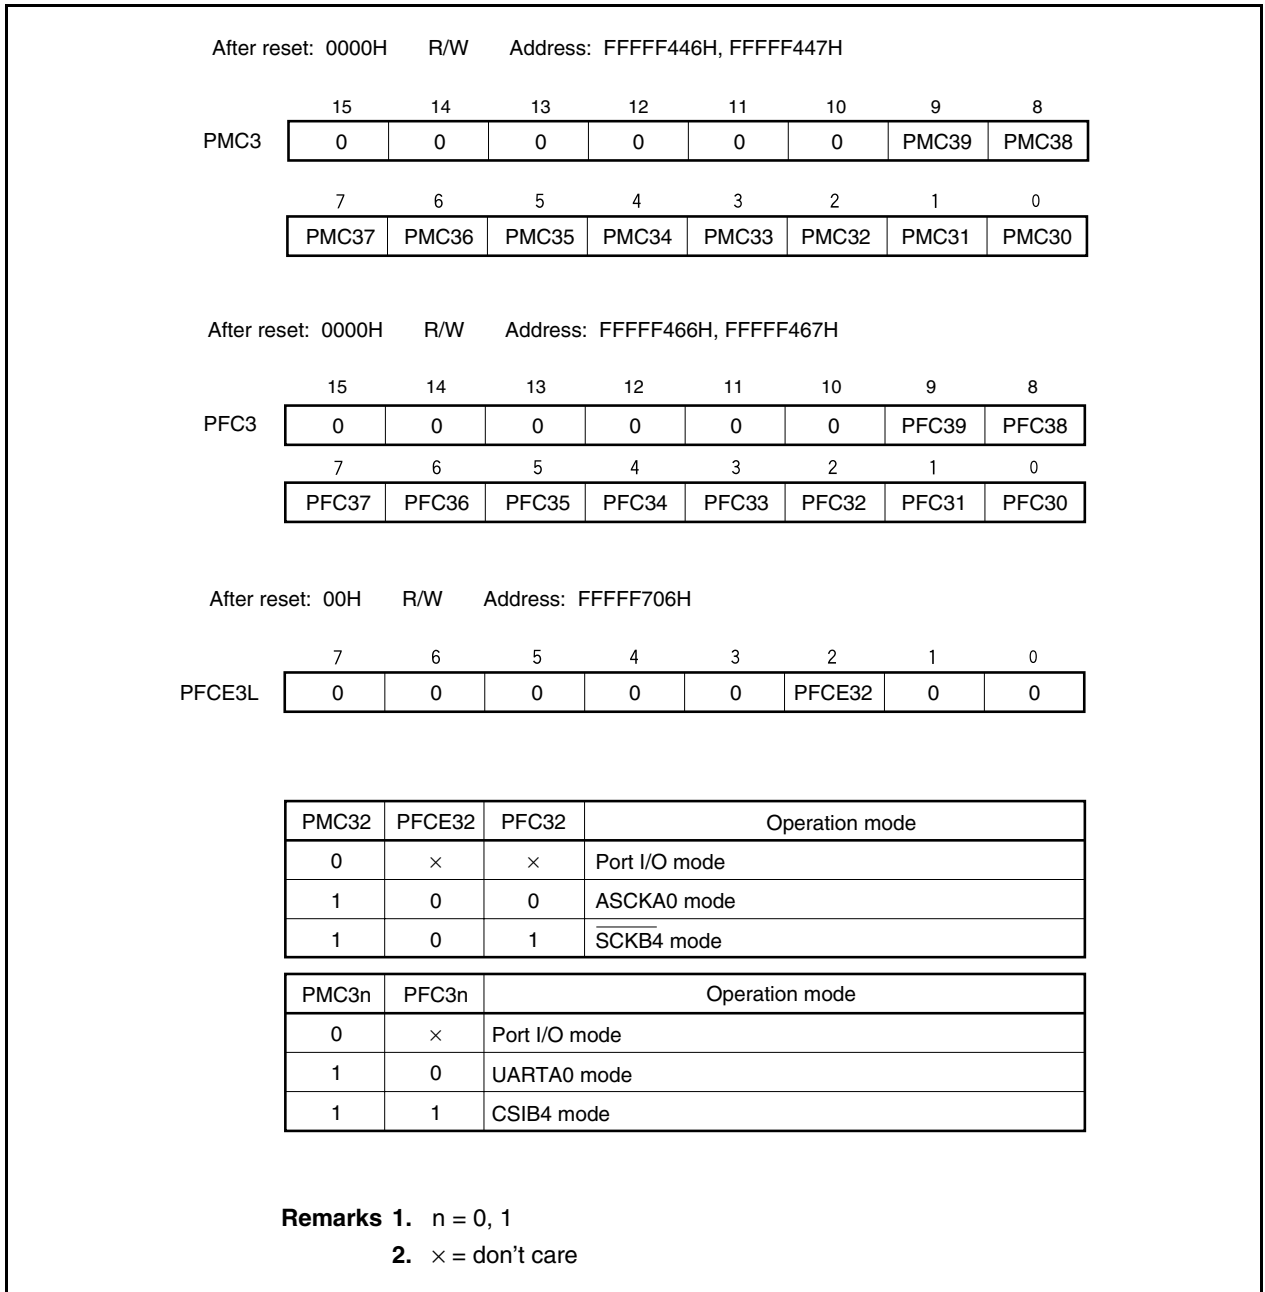 After reset: 0000H R/W Address: FFFFF446H, FFFFF447H
15 14 13 12 11 10 9 8
PMC3 0 0 0 0 0 0 PMC39 PMC38
7 6 5 4 3 2 1 0
PMC37 PMC36 PMC35 PMC34 PMC33 PMC32 PMC31 PMC30
After reset: 0000H R/W Address: FFFFF466H, FFFFF467H
15 14 13 12 11 10 9 8
PFC3 0 0 0 0 0 0 PFC39 PFC38
7 6 5 4 3 2 1 0
PFC37 PFC36 PFC35 PFC34 PFC33 PFC32 PFC31 PFC30
After reset: 00H R/W Address: FFFFF706H
7 6 5 4 3 2 1 0
PFCE3L 0 0 0 0 0 PFCE32 0 0
PMC32 PFCE32 PFC32 Operation mode
0 × × Port I/O mode
1 0 0 ASCKA0 mode
1 0 1 S̅C̅K̅B̅4̅ mode
PMC3n PFC3n Operation mode
0 × Port I/O mode
1 0 UARTA0 mode
1 1 CSIB4 mode
Remarks 1. n = 0, 1
2. × = don't care